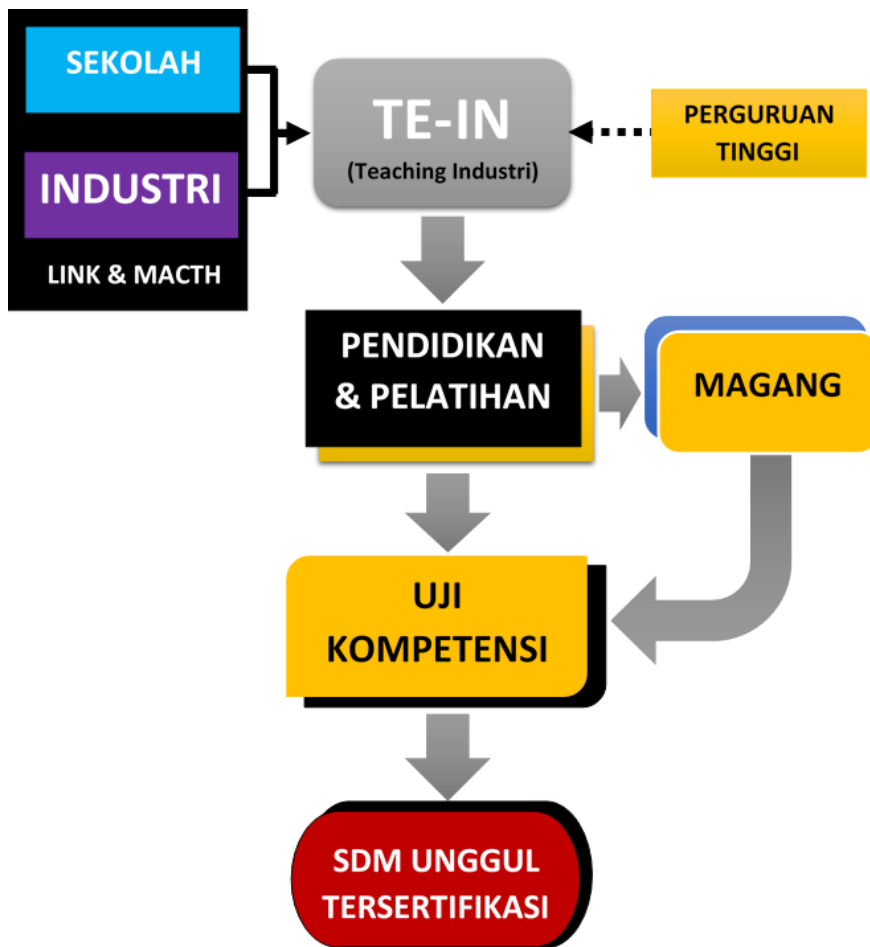 SEKOLAH
INDUSTRI
LINK & MACTH
TE-IN
(Teaching Industri)
PERGURUAN
TINGGI
PENDIDIKAN
& PELATIHAN
MAGANG
UJI
KOMPETENSI
SDM UNGGUL
TERSERTIFIKASI